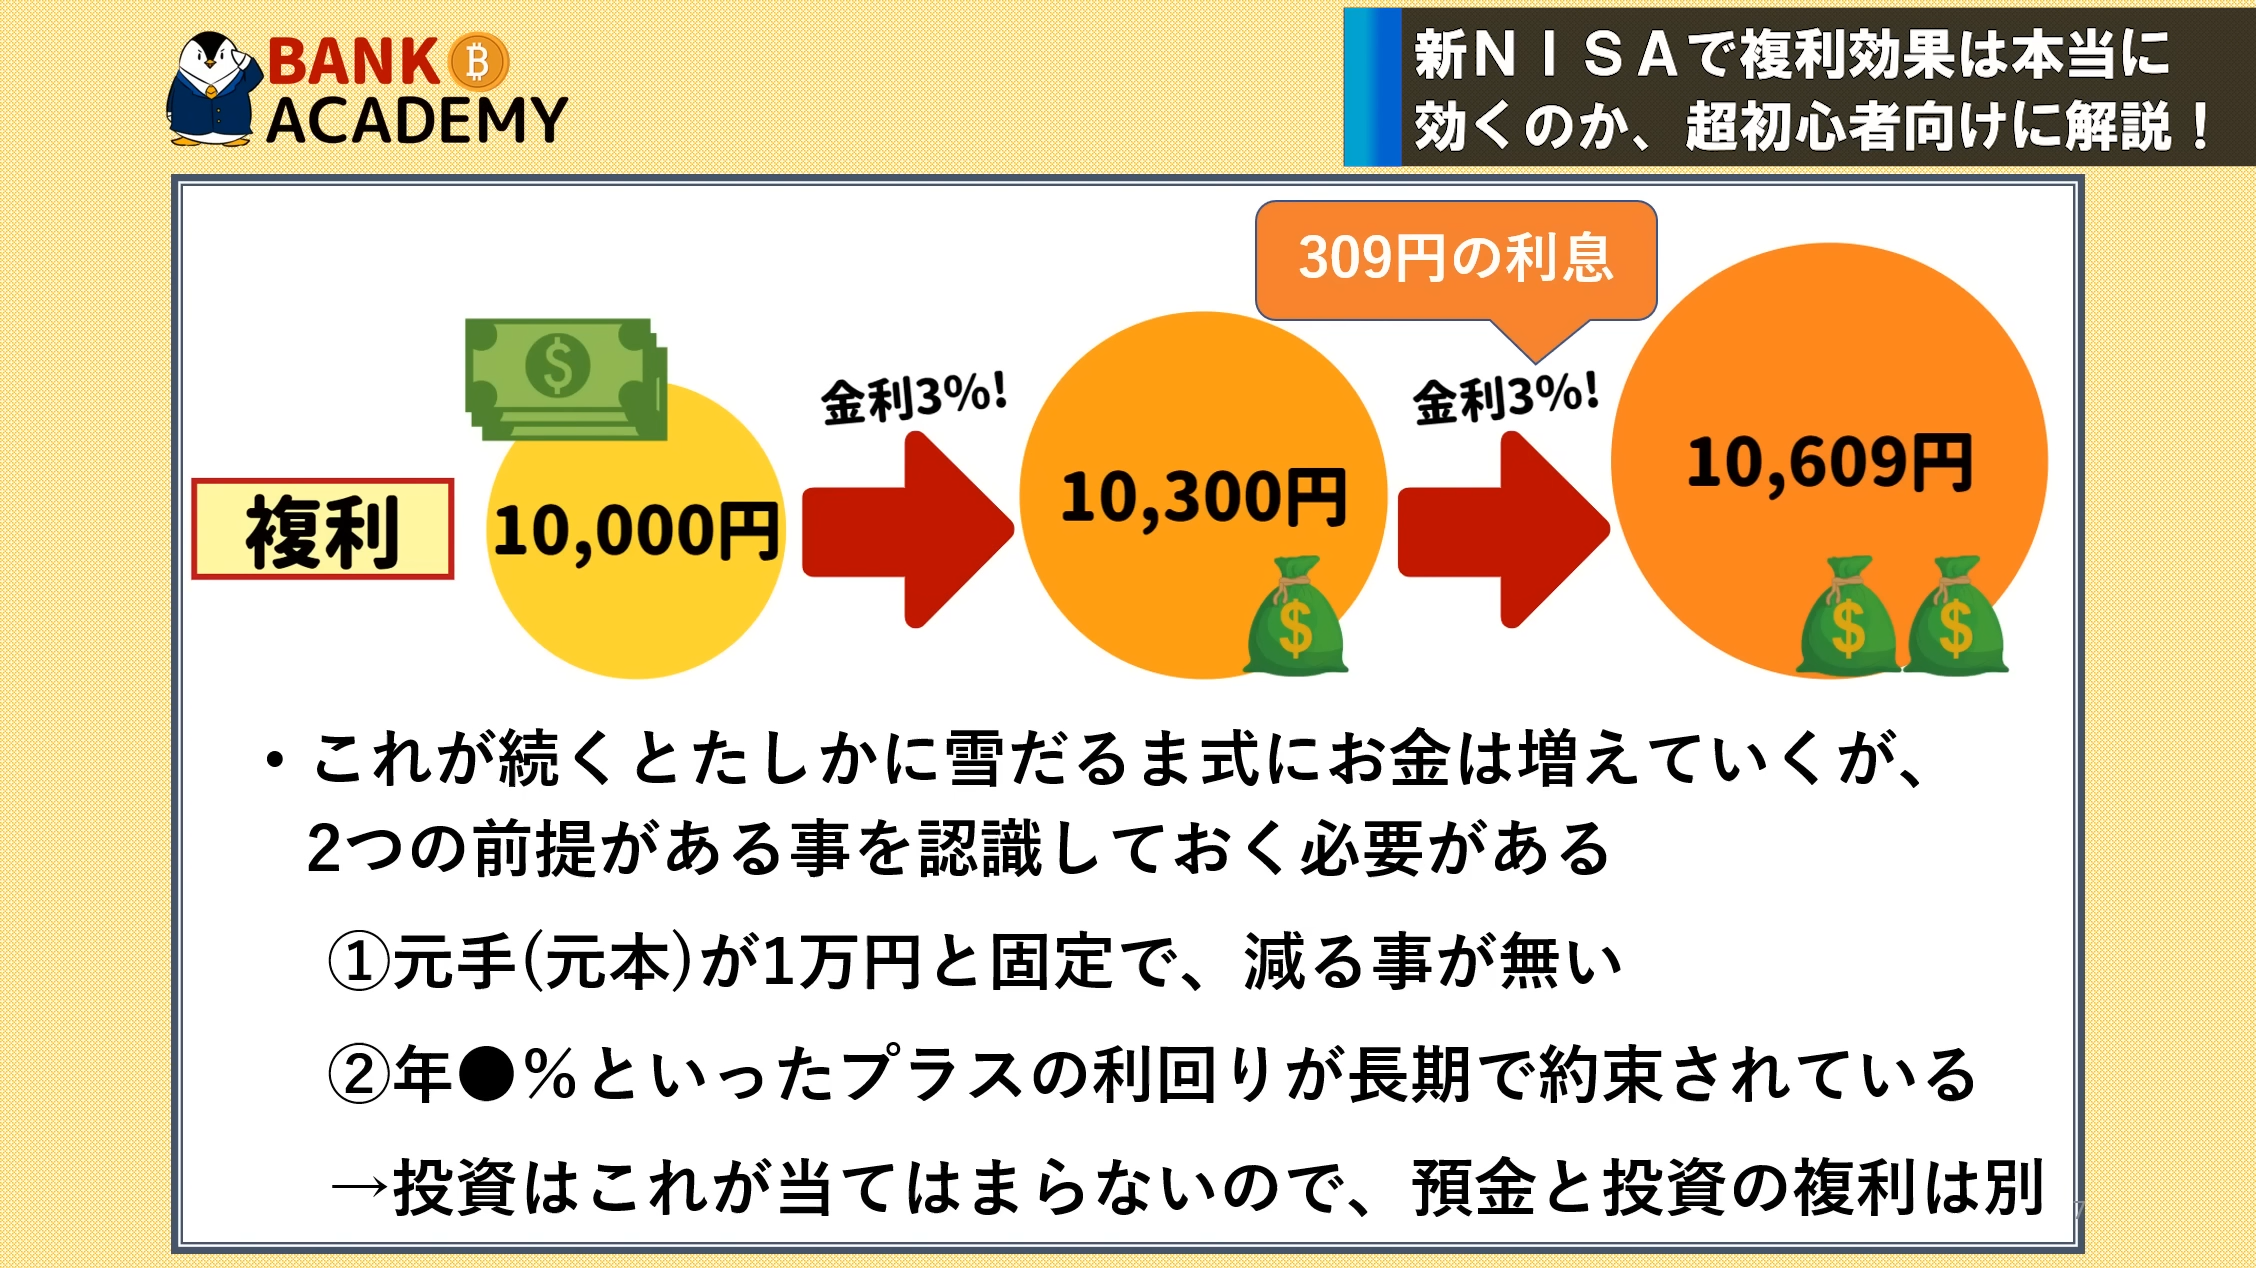 BANK
ACADEMY
新ＮＩＳＡで複利効果は本当に
効くのか、超初心者向けに解説！
309円の利息
金利3%!
金利3%!
複利
10,000円
10,300円
10,609円
・これが続くとたしかに雪だるま式にお金は増えていくが、
2つの前提がある事を認識しておく必要がある
①元手(元本)が1万円と固定で、減る事が無い
②年●％といったプラスの利回りが長期で約束されている
→投資はこれが当てはまらないので、預金と投資の複利は別
7